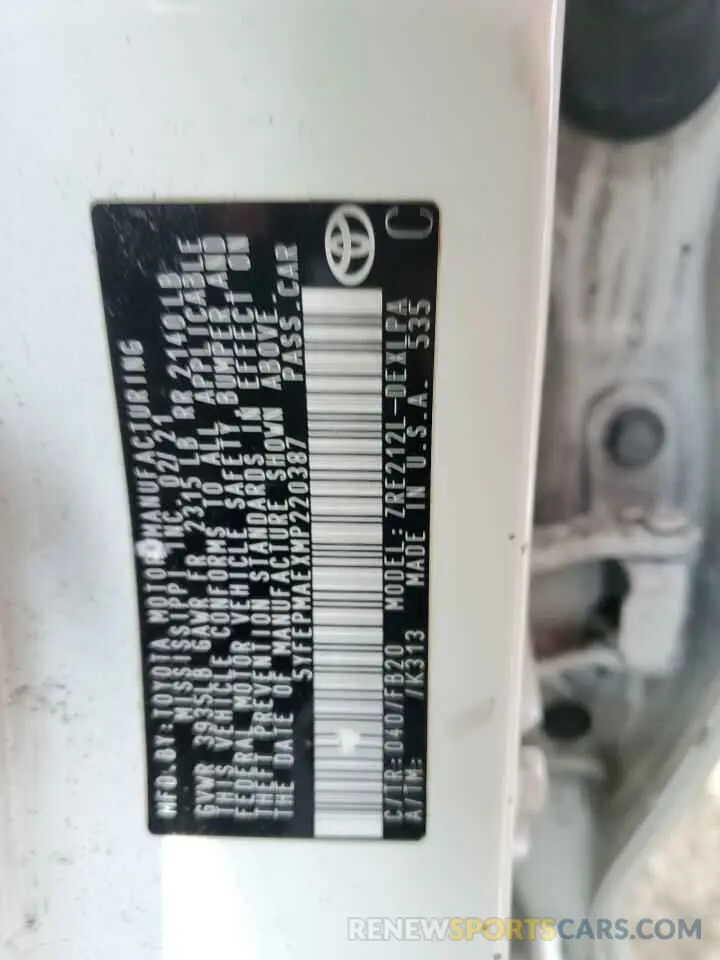 MFD.BY:TOYOTA MOTOR MANUFACTURING
MISSISSIPPI INC. 02/21
GVWR 3935LB GAWR FR 2315 LB RR 2140LB
THIS VEHICLE CONFORMS TO ALL APPLICABLE
FEDERAL MOTOR VEHICLE SAFETY, BUMPER, AND
THEFT PREVENTION STANDARDS IN EFFECT ON
THE DATE OF MANUFACTURE SHOWN ABOVE.
5YFEPMAEXMP220387 PASS.CAR
C/TR:040/FB20 MODEL:ZRE212L-DEXLPA
A/TM: /K313 MADE IN U.S.A. 535
C
RENEWSPORTSCARS.COM